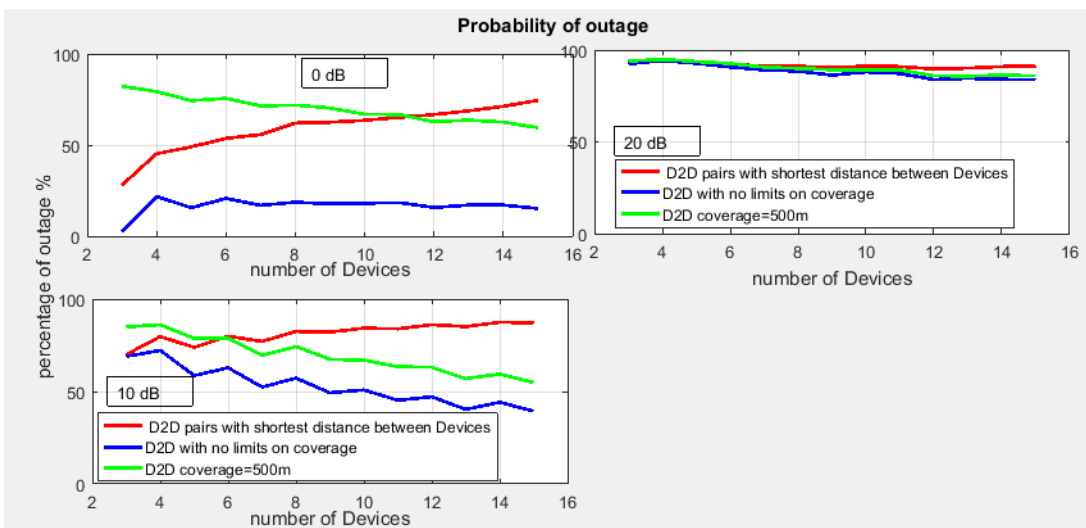 Probability of outage
percentage of outage %
100
50
0
0 dB
2 4 6 8 10 12 14 16
number of Devices
100
50
0
20 dB
D2D pairs with shortest distance between Devices
D2D with no limits on coverage
D2D coverage=500m
2 4 6 8 10 12 14 16
number of Devices
100
50
0
10 dB
D2D pairs with shortest distance between Devices
D2D with no limits on coverage
D2D coverage=500m
2 4 6 8 10 12 14 16
number of Devices